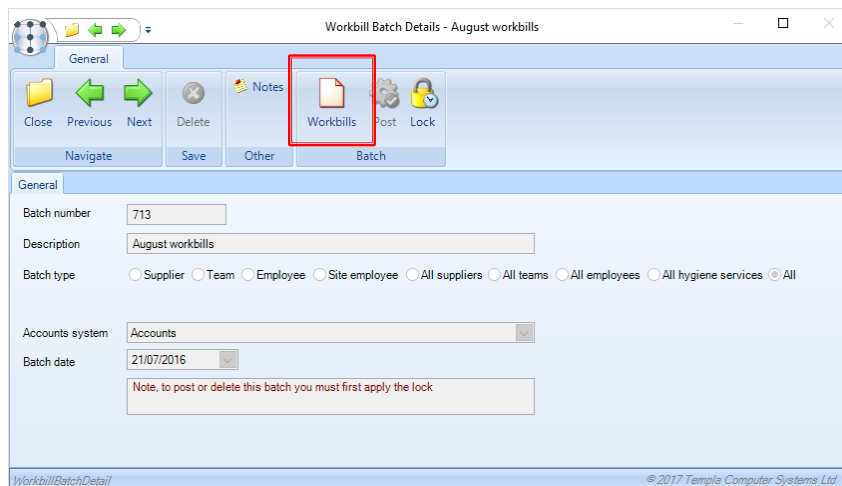 Workbill Batch Details - August workbills
General
Close Previous Next Delete Notes Workbills Post Lock
Navigate Save Other Batch
General
Batch number 713
Description August workbills
Batch type Supplier Team Employee Site employee All suppliers All teams All employees All hygiene services All
Accounts system Accounts
Batch date 21/07/2016
Note, to post or delete this batch you must first apply the lock
WorkbillBatchDetail © 2017 Templa Computer Systems Ltd